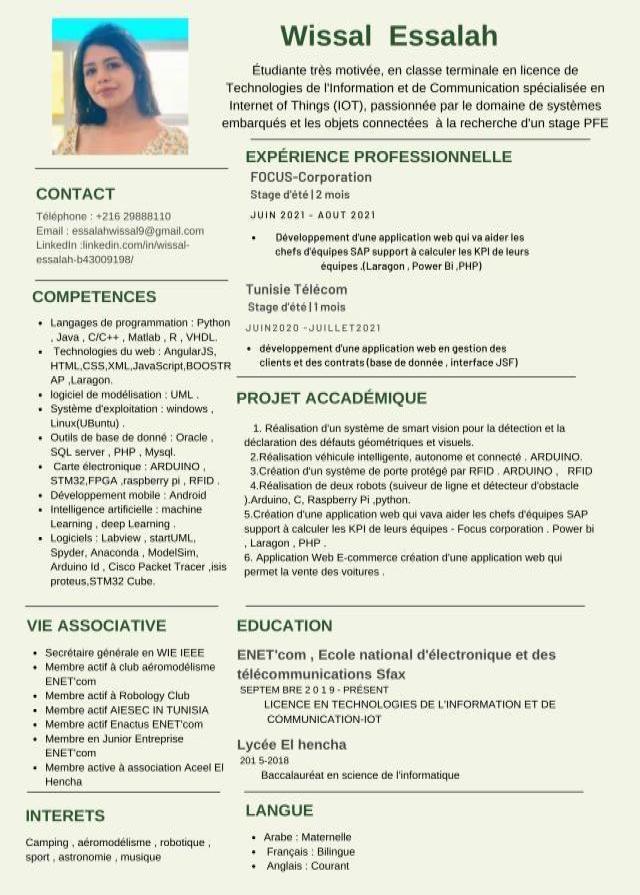 Wissal Essalah
Étudiante très motivée, en classe terminale en licence de
Technologies de l'Information et de Communication spécialisée en
Internet of Things (IOT), passionnée par le domaine de systèmes
embarqués et les objets connectées à la recherche d'un stage PFE
CONTACT
Téléphone : +216 29888110
Email : essalahwissal9@gmail.com
LinkedIn :linkedin.com/in/wissal-
essalah-b43009198/
COMPETENCES
• Langages de programmation : Python
, Java , C/C++ , Matlab , R , VHDL.
• Technologies du web : AngularJS,
HTML,CSS,XML,JavaScript,BOOSTR
AP ,Laragon.
• logiciel de modélisation : UML .
• Système d'exploitation : windows ,
Linux(UBuntu) .
• Outils de base de donné : Oracle ,
SQL server , PHP , Mysql.
• Carte électronique : ARDUINO ,
STM32,FPGA ,raspberry pi , RFID .
• Développement mobile : Android
• Intelligence artificielle : machine
Learning , deep Learning .
• Logiciels : Labview , startUML,
Spyder, Anaconda , ModelSim,
Arduino Id , Cisco Packet Tracer ,isis
proteus,STM32 Cube.
VIE ASSOCIATIVE
• Secrétaire générale en WIE IEEE
• Membre actif à club aéromodélisme
ENET'com
• Membre actif à Robology Club
• Membre actif AIESEC IN TUNISIA
• Membre actif Enactus ENET'com
• Membre en Junior Entreprise
ENET'com
• Membre active à association Aceel El
Hencha
INTERETS
Camping , aéromodélisme , robotique ,
sport , astronomie , musique
EXPÉRIENCE PROFESSIONNELLE
FOCUS-Corporation
Stage d'été | 2 mois
JUIN 2021 - AOUT 2021
• Développement d'une application web qui va aider les
chefs d'équipes SAP support à calculer les KPI de leurs
équipes .(Laragon , Power Bi ,PHP)
Tunisie Télécom
Stage d'été | 1 mois
JUIN2020 -JUILLET2021
• développement d'une application web en gestion des
clients et des contrats (base de donnée , interface JSF)
PROJET ACCADÉMIQUE
1. Réalisation d'un système de smart vision pour la détection et la
déclaration des défauts géométriques et visuels.
2.Réalisation véhicule intelligente, autonome et connecté . ARDUINO.
3.Création d'un système de porte protégé par RFID . ARDUINO , RFID
4.Réalisation de deux robots (suiveur de ligne et détecteur d'obstacle
).Arduino, C, Raspberry Pi ,python.
5.Création d'une application web qui vava aider les chefs d'équipes SAP
support à calculer les KPI de leurs équipes - Focus corporation . Power bi
, Laragon , PHP .
6. Application Web E-commerce création d'une application web qui
permet la vente des voitures .
EDUCATION
ENET'com , Ecole national d'électronique et des
télécommunications Sfax
SEPTEM BRE 2 0 1 9 - PRÉSENT
LICENCE EN TECHNOLOGIES DE L'INFORMATION ET DE
COMMUNICATION-IOT
Lycée El hencha
201 5-2018
Baccalauréat en science de l'informatique
LANGUE
• Arabe : Maternelle
• Français : Bilingue
• Anglais : Courant